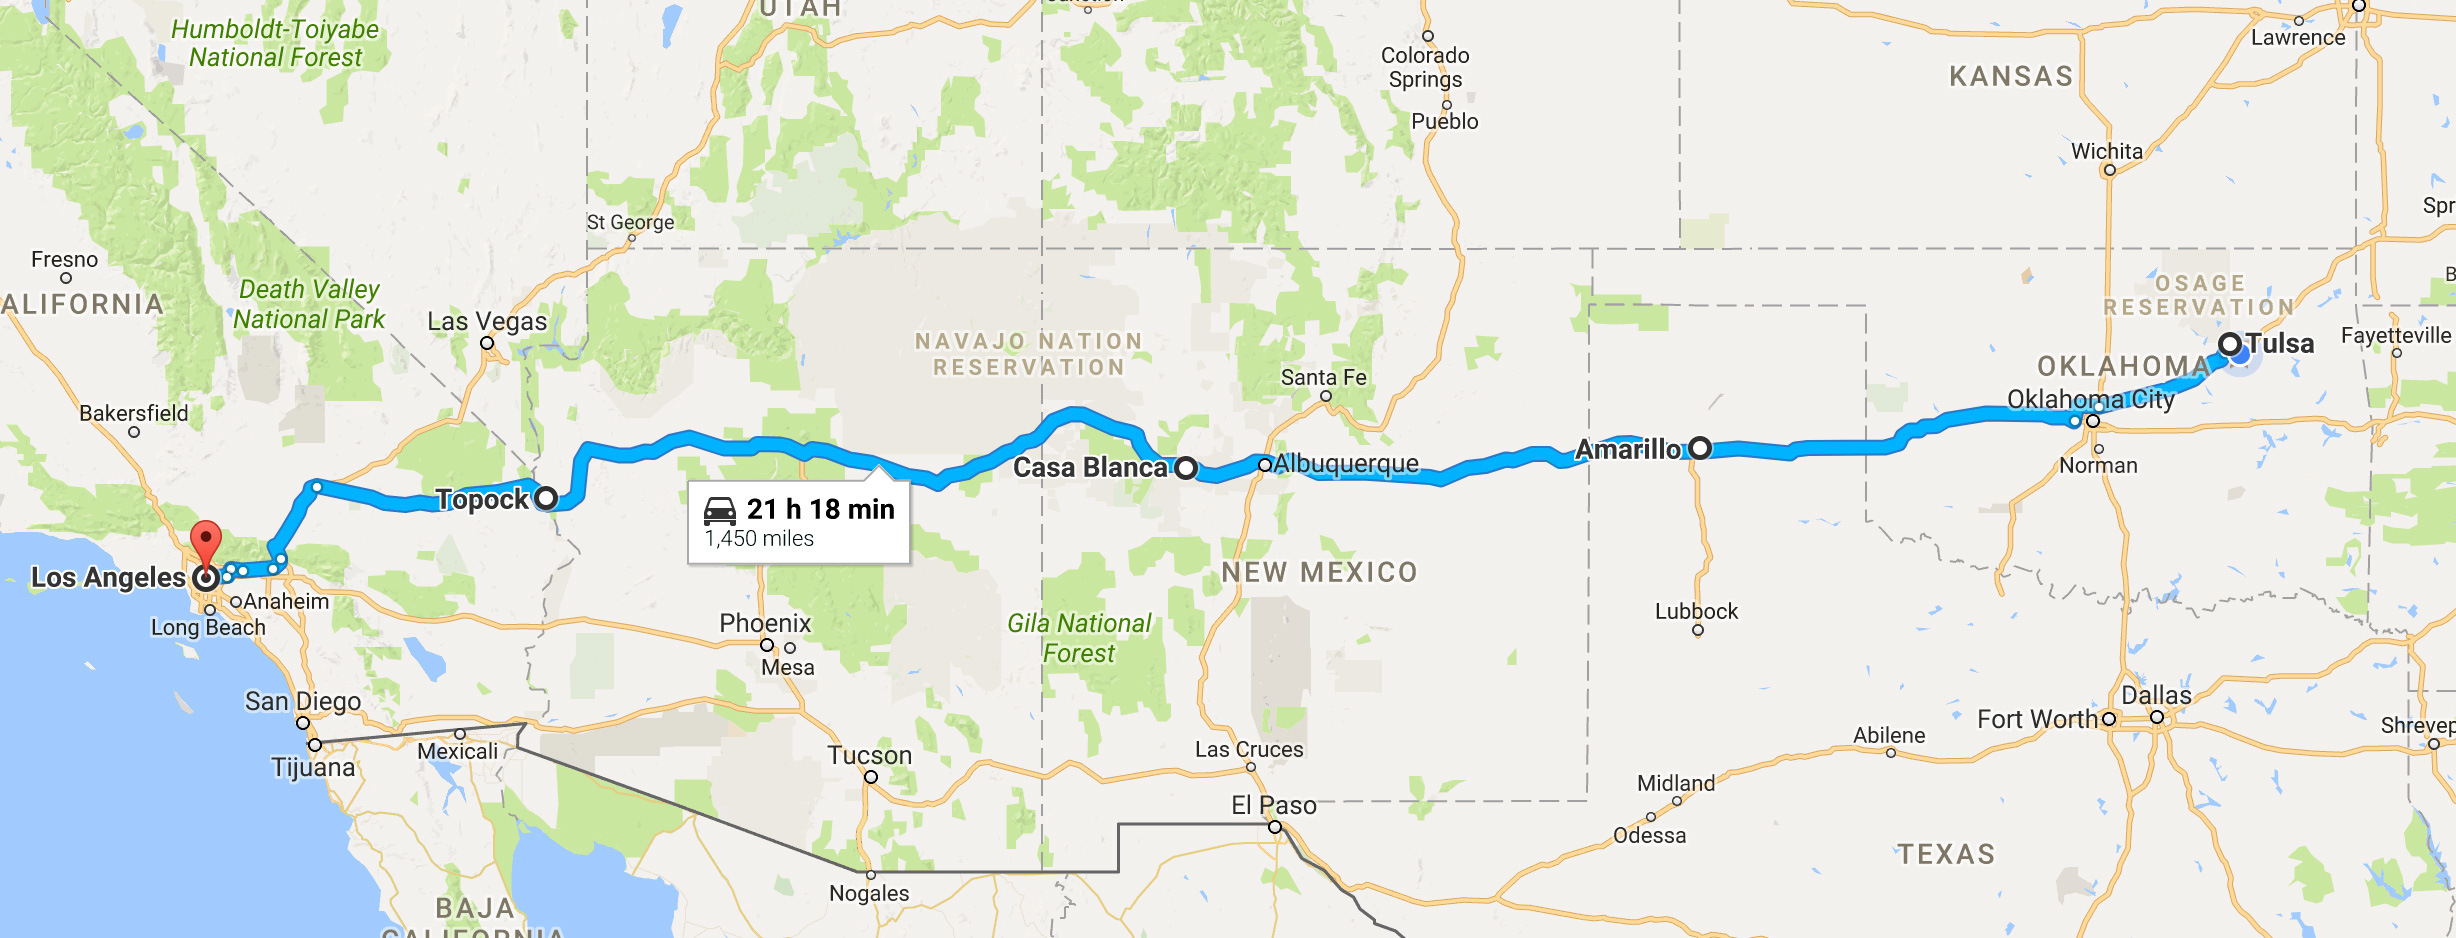 UTAH
Humboldt-Toiyabe
National Forest
Colorado
Springs
Pueblo
Lawrence
KANSAS
Wichita
St George
Fresno
CALIFORNIA
Death Valley
National Park
Las Vegas
NAVAJO NATION
RESERVATION
Santa Fe
OSAGE
RESERVATION
Tulsa
Fayetteville
OKLAHOMA
Oklahoma City
Norman
Bakersfield
Topock
Casa Blanca
Albuquerque
Amarillo
21 h 18 min
1,450 miles
Los Angeles
Anaheim
Long Beach
Phoenix
Mesa
Gila National
Forest
NEW MEXICO
Lubbock
San Diego
Tijuana
Mexicali
Tucson
Las Cruces
El Paso
Nogales
Dallas
Fort Worth
Abilene
Midland
Odessa
TEXAS
Shrevep
Spr
B
BAJA
CALIFORNIA